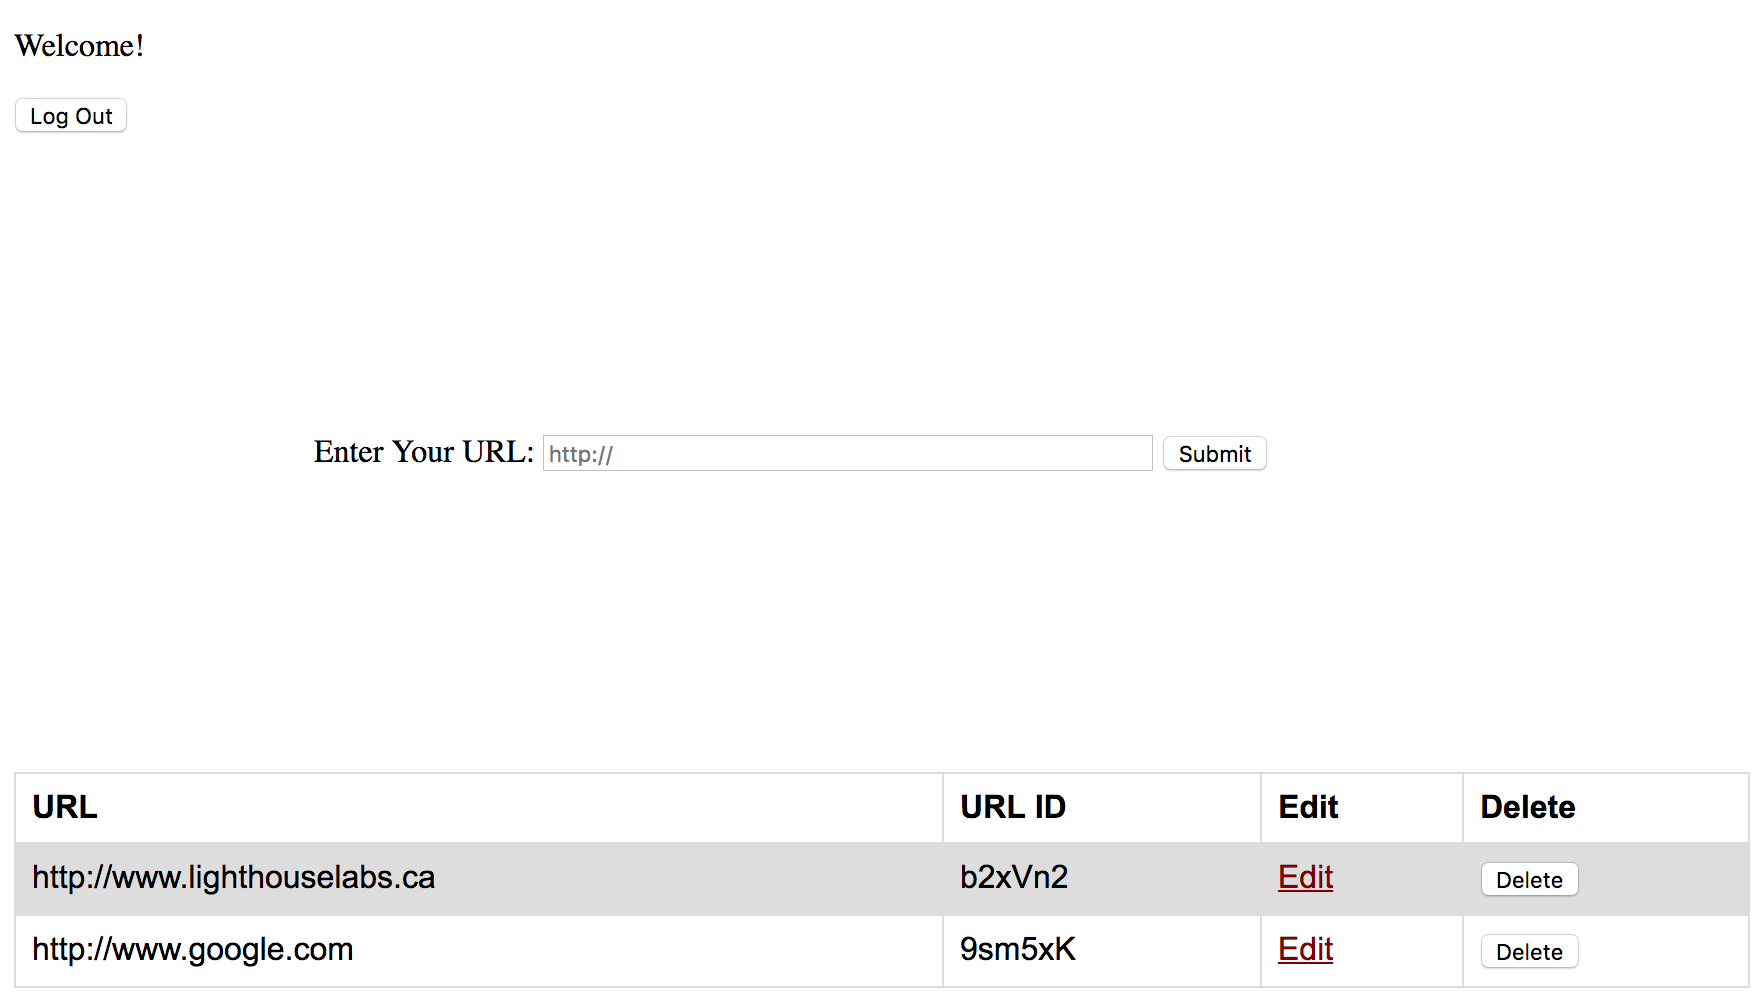 Welcome!
Log Out
Enter Your URL: http:// Submit
URL URL ID Edit Delete
http://www.lighthouselabs.ca b2xVn2 Edit Delete
http://www.google.com 9sm5xK Edit Delete